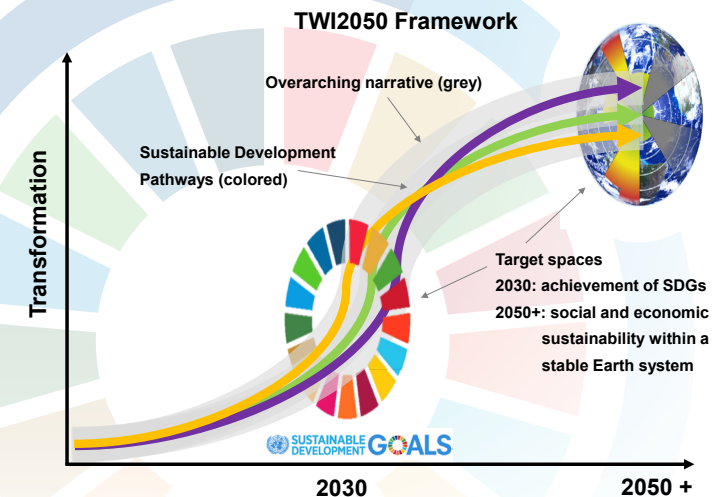 TWI2050 Framework
Overarching narrative (grey)
Sustainable Development
Pathways (colored)
Transformation
Target spaces
2030: achievement of SDGs
2050+: social and economic
sustainability within a
stable Earth system
SUSTAINABLE
DEVELOPMENT
GOALS
2030
2050 +